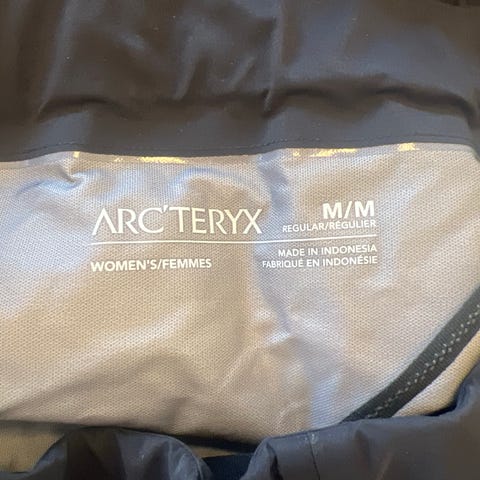 ARC'TERYX
WOMEN'S/FEMMES
M/M
REGULAR/RÉGULIER
MADE IN INDONESIA
FABRIQUÉ EN INDONÉSIE